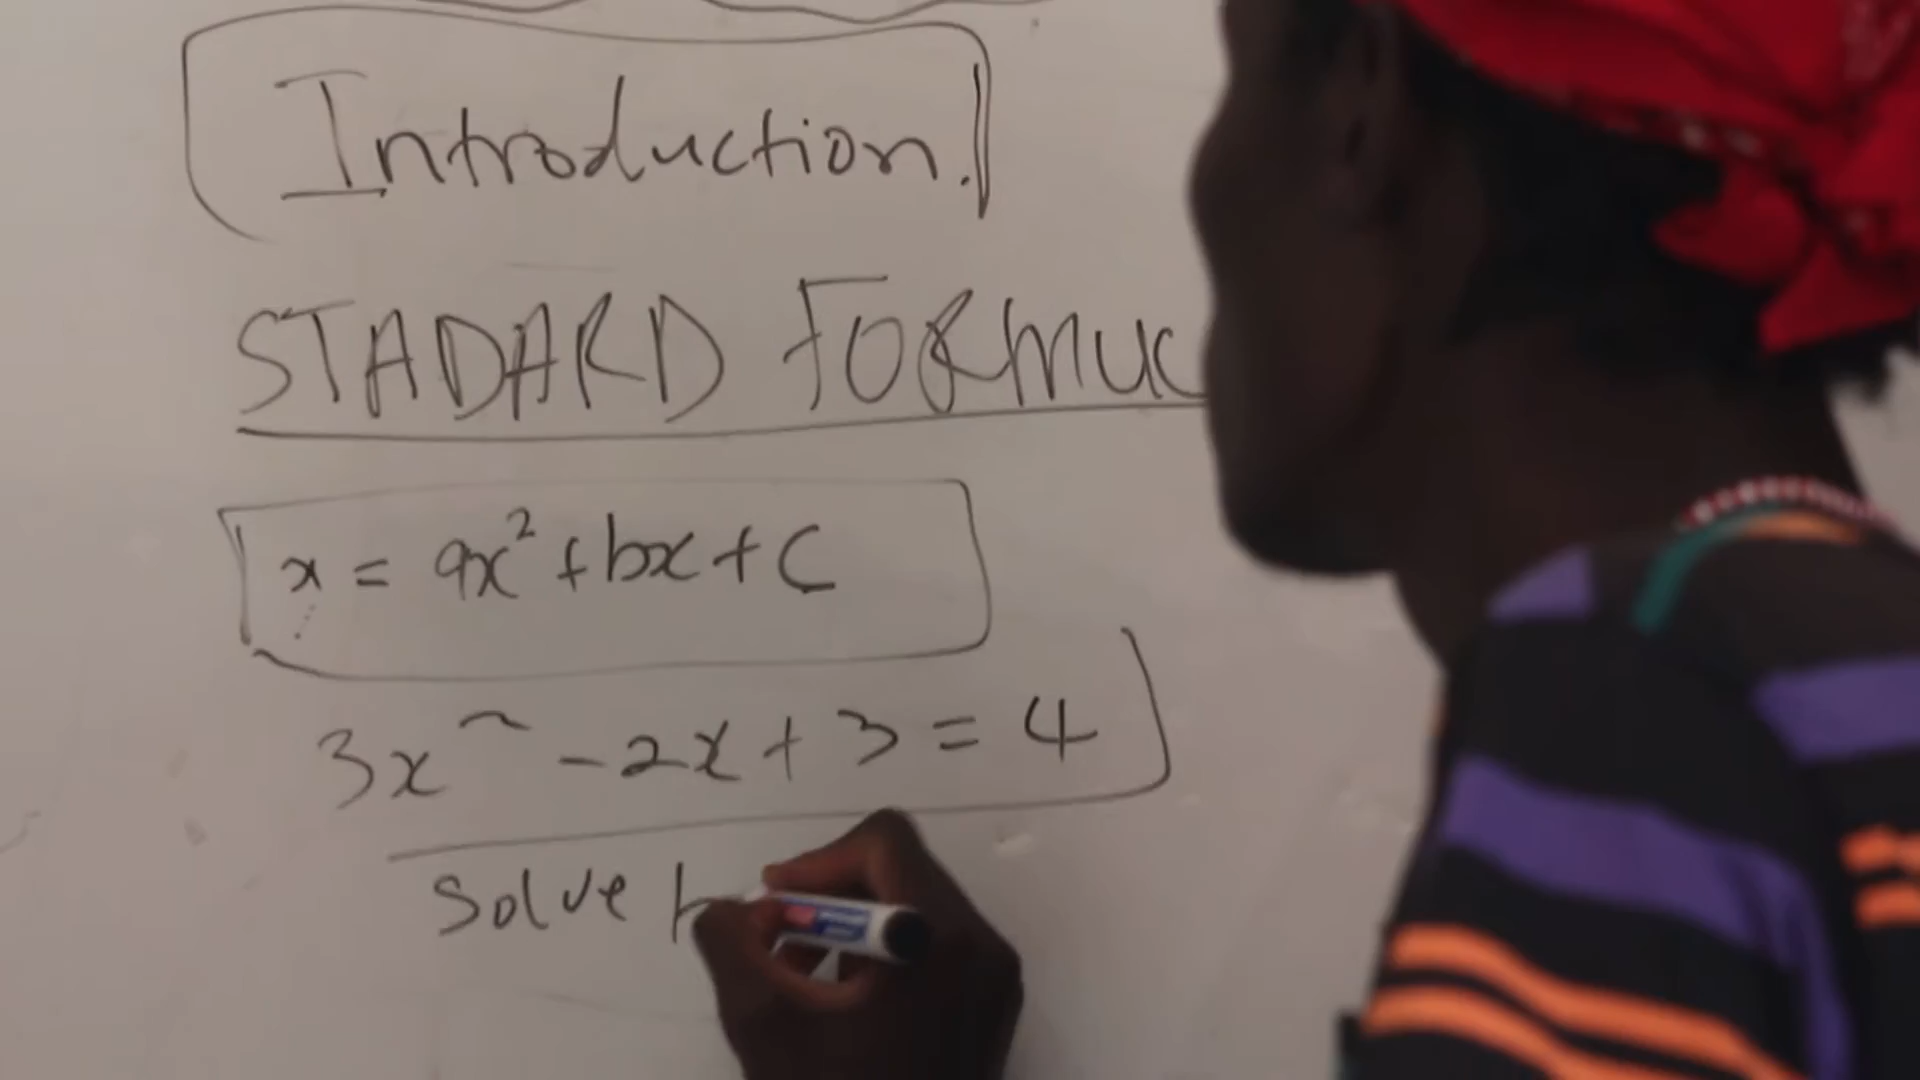 Introduction.
STADARD FORMUL
x = ax² + bx + c
3x² - 2x + 3 = 4
Solve